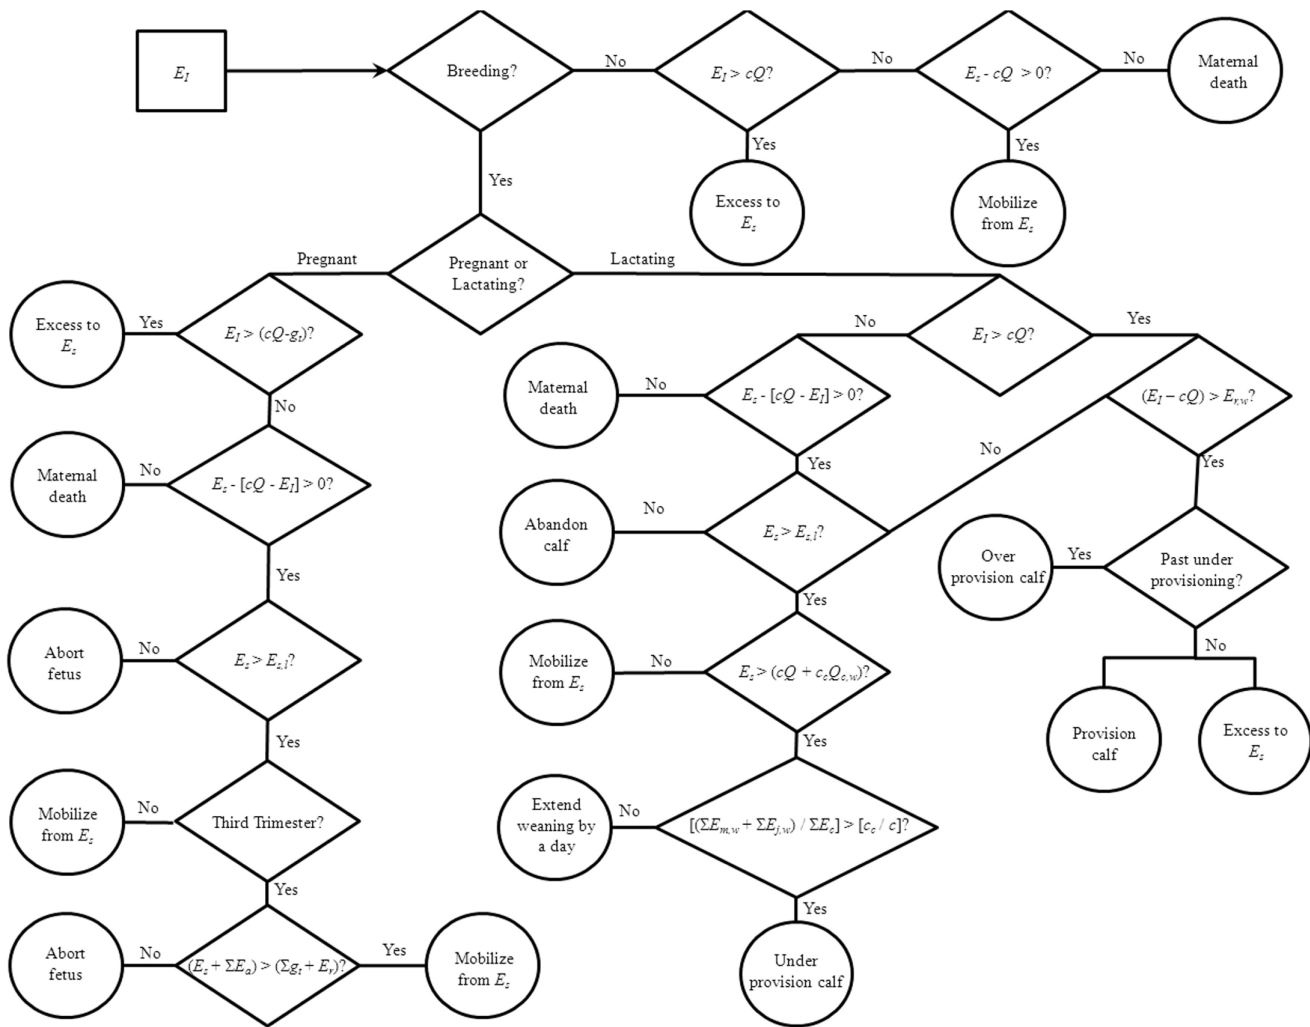 E_I
Breeding?
No
E_I > cQ?
No
E_s - cQ > 0?
No
Maternal
death
Yes
Yes
Yes
Excess to
E_s
Mobilize
from E_s
Pregnant
Pregnant or
Lactating?
Lactating
Excess to
E_s
Yes
E_I > (cQ-g_t)?
No
Maternal
death
No
E_s - [cQ - E_I] > 0?
Yes
Abort
fetus
No
E_s > E_s,l?
Yes
Mobilize
from E_s
No
Third Trimester?
Yes
Abort
fetus
No
(E_s + ΣE_a) > (Σg_t + E_r)?
Yes
Mobilize
from E_s
No
E_I > cQ?
Yes
Maternal
death
No
E_s - [cQ - E_I] > 0?
Yes
(E_I – cQ) > E_r,w?
No
Yes
Abandon
calf
No
E_s > E_s,l?
Yes
Over
provision calf
Yes
Past under
provisioning?
No
Provision
calf
Excess to
E_s
Mobilize
from E_s
No
E_s > (cQ + c_cQ_c,w)?
Yes
Extend
weaning by
a day
No
[(ΣE_m,w + ΣE_j,w) / ΣE_c] > [c_c / c]?
Yes
Under
provision calf